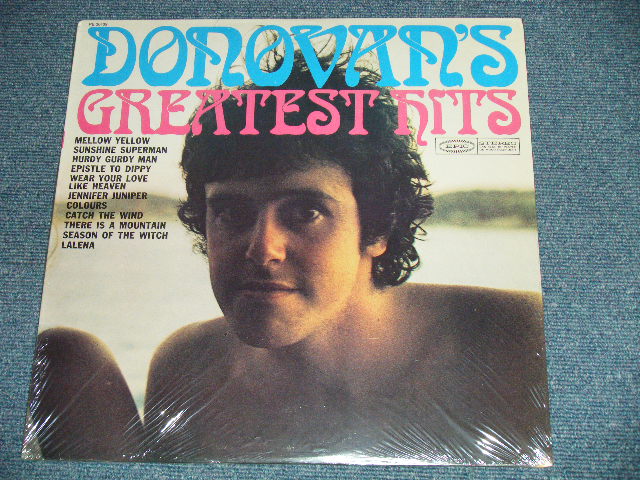 DONOVAN'S
GREATEST HITS
MELLOW YELLOW
SUNSHINE SUPERMAN
HURDY GURDY MAN
EPISTLE TO DIPPY
WEAR YOUR LOVE
LIKE HEAVEN
JENNIFER JUNIPER
COLOURS
CATCH THE WIND
THERE IS A MOUNTAIN
SEASON OF THE WITCH
LALENA
EPIC
STEREO